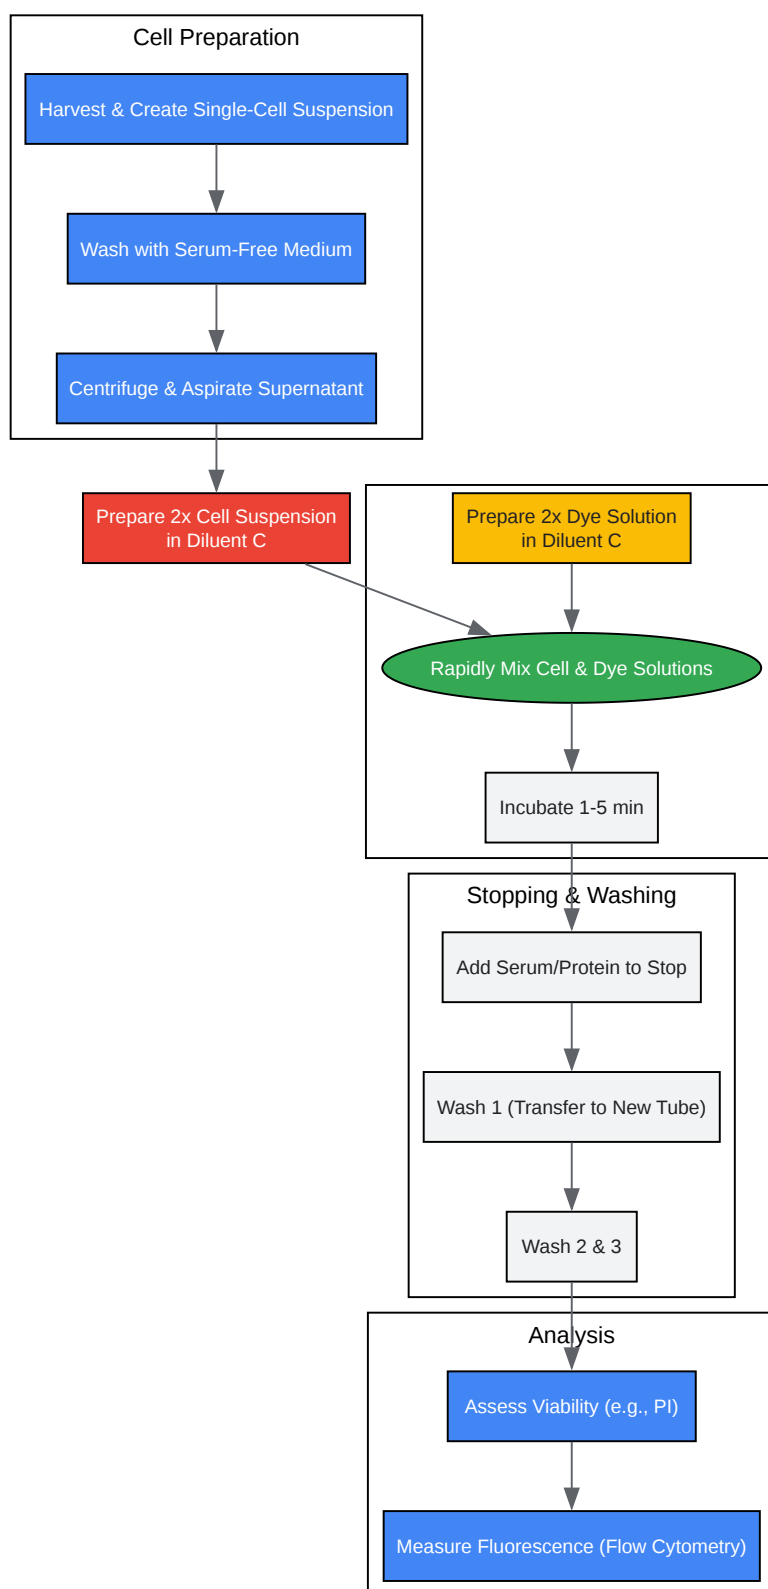 Cell Preparation
Harvest & Create Single-Cell Suspension
Wash with Serum-Free Medium
Centrifuge & Aspirate Supernatant
Prepare 2x Cell Suspension
in Diluent C
Prepare 2x Dye Solution
in Diluent C
Rapidly Mix Cell & Dye Solutions
Incubate 1-5 min
Stopping & Washing
Add Serum/Protein to Stop
Wash 1 (Transfer to New Tube)
Wash 2 & 3
Analysis
Assess Viability (e.g., PI)
Measure Fluorescence (Flow Cytometry)